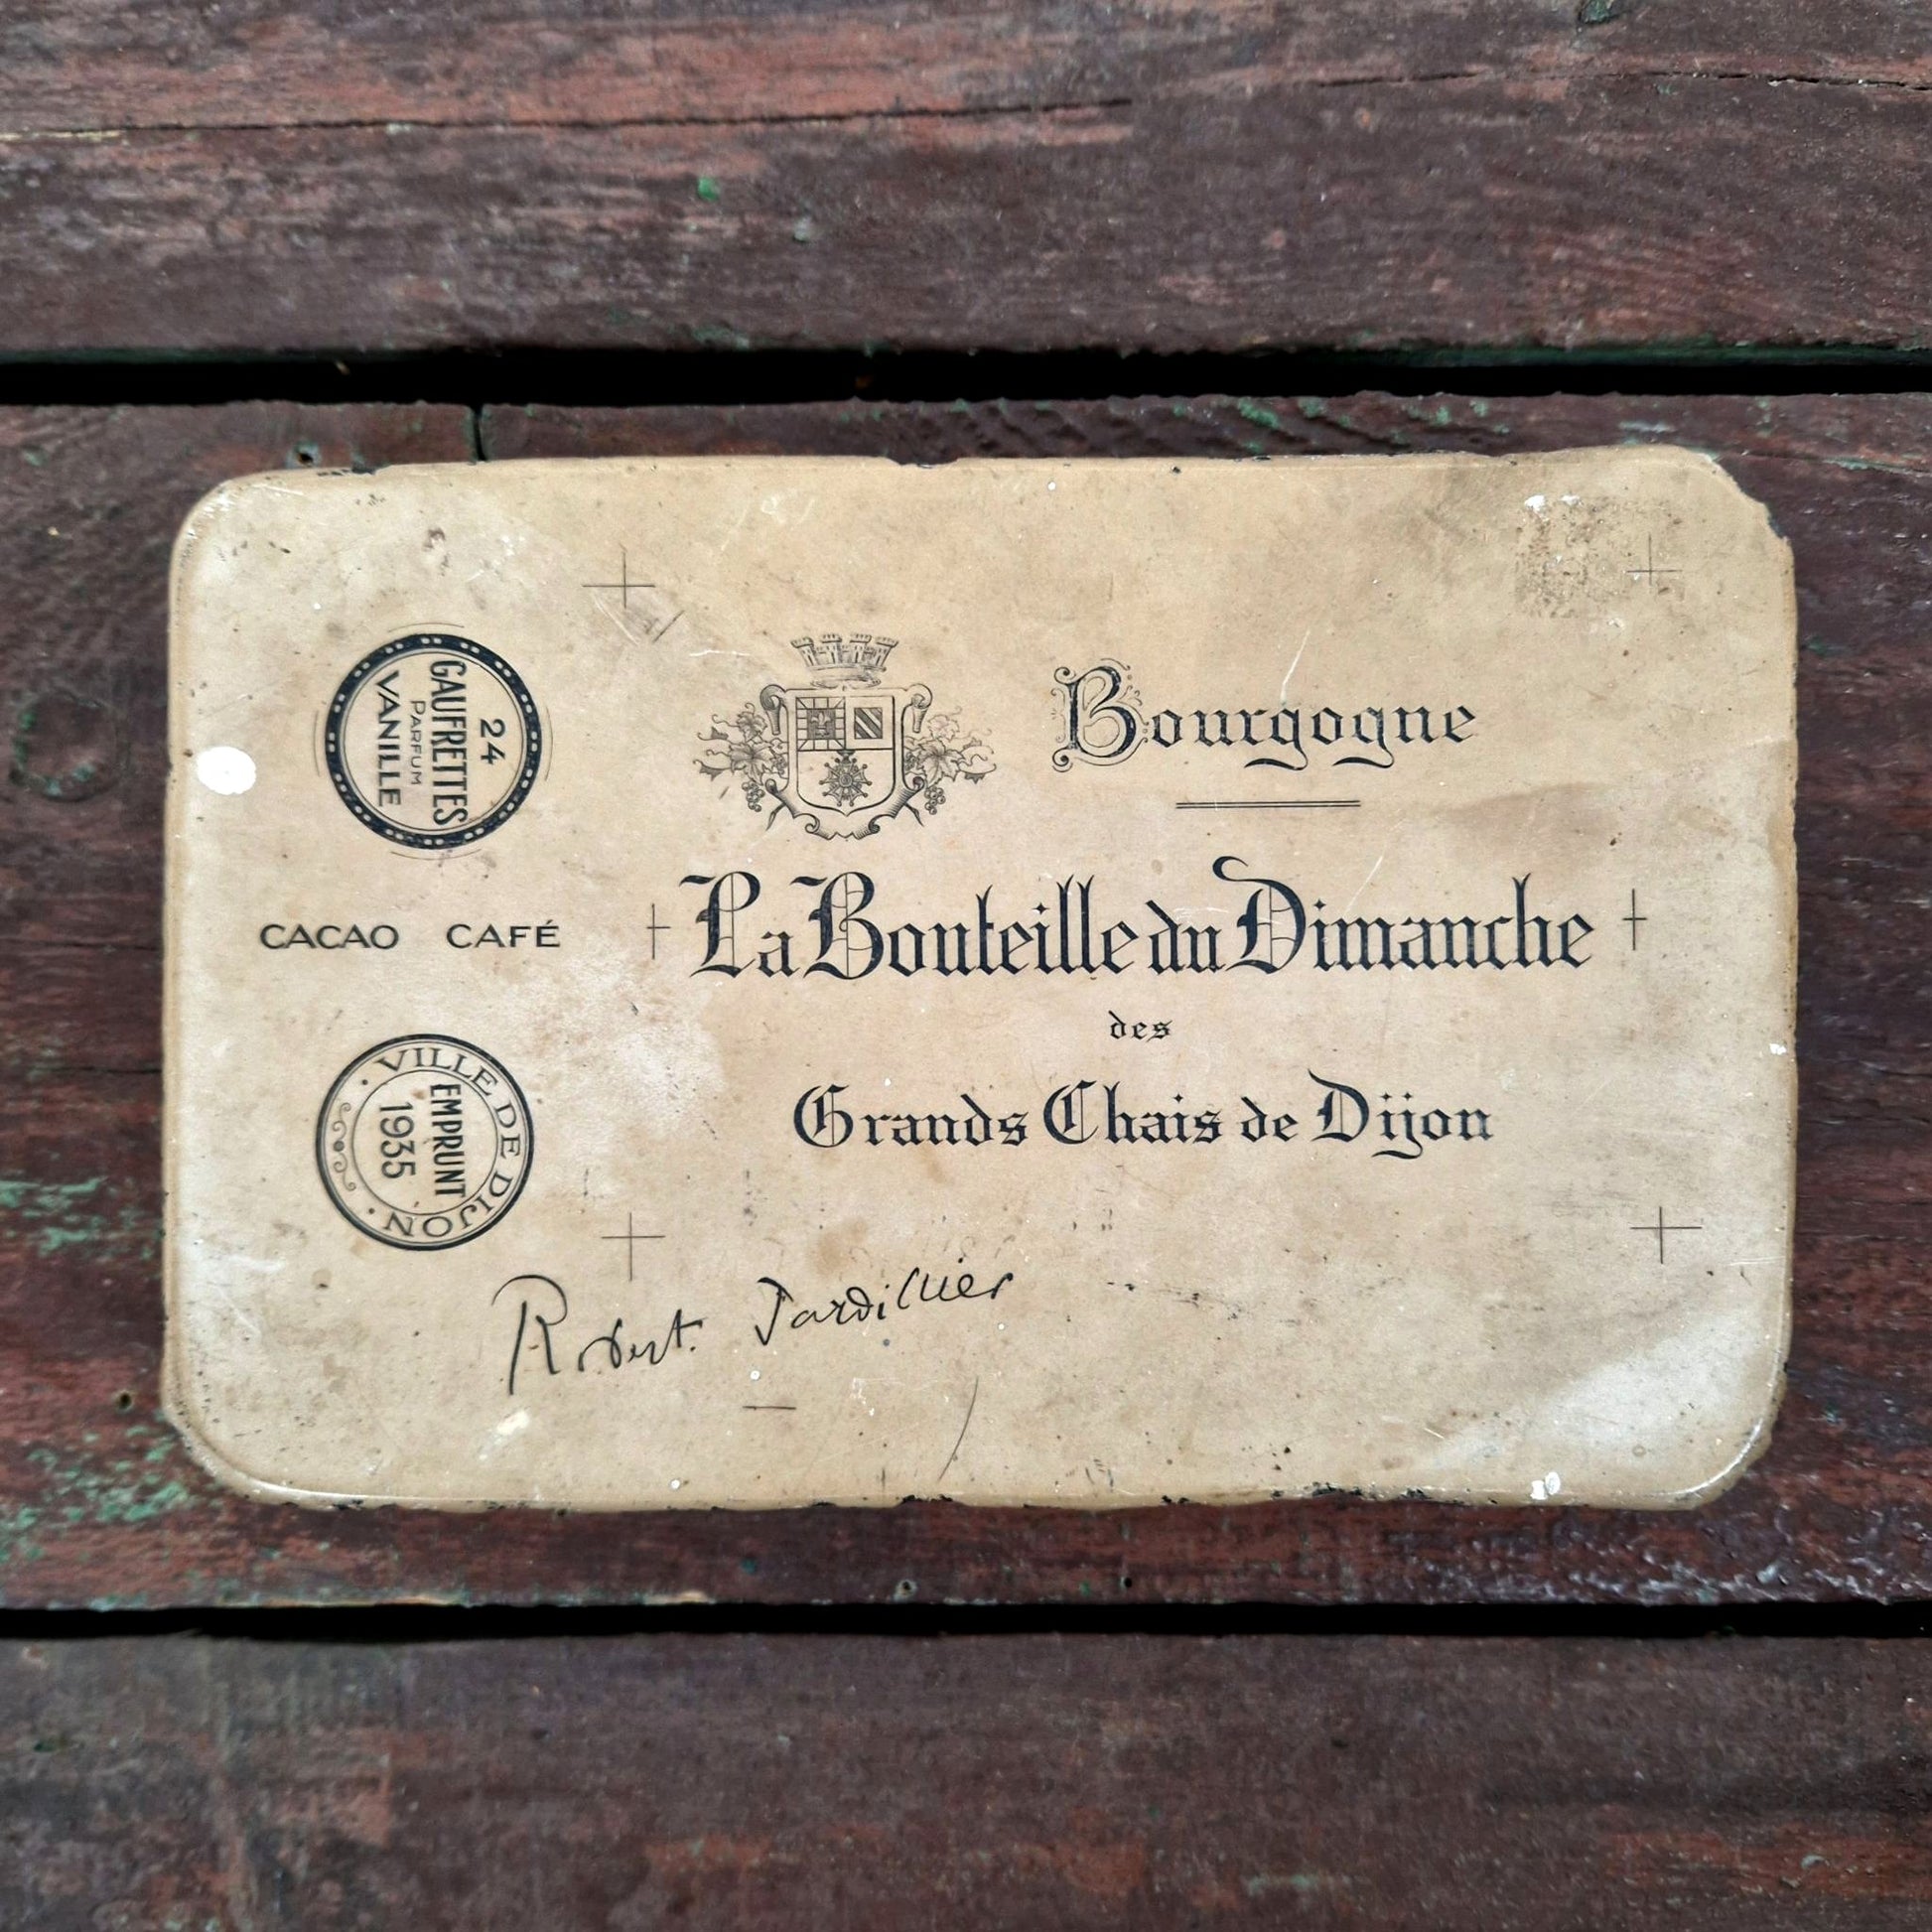 24
GAUFRETTES
PARFUM
VANILLE
CACAO CAFÉ
· VILLE DE DIJON ·
EMPRUNT
1935
Bourgogne
La Bouteille du Dimanche
des
Grands Chais de Dijon
Robert Jardillier